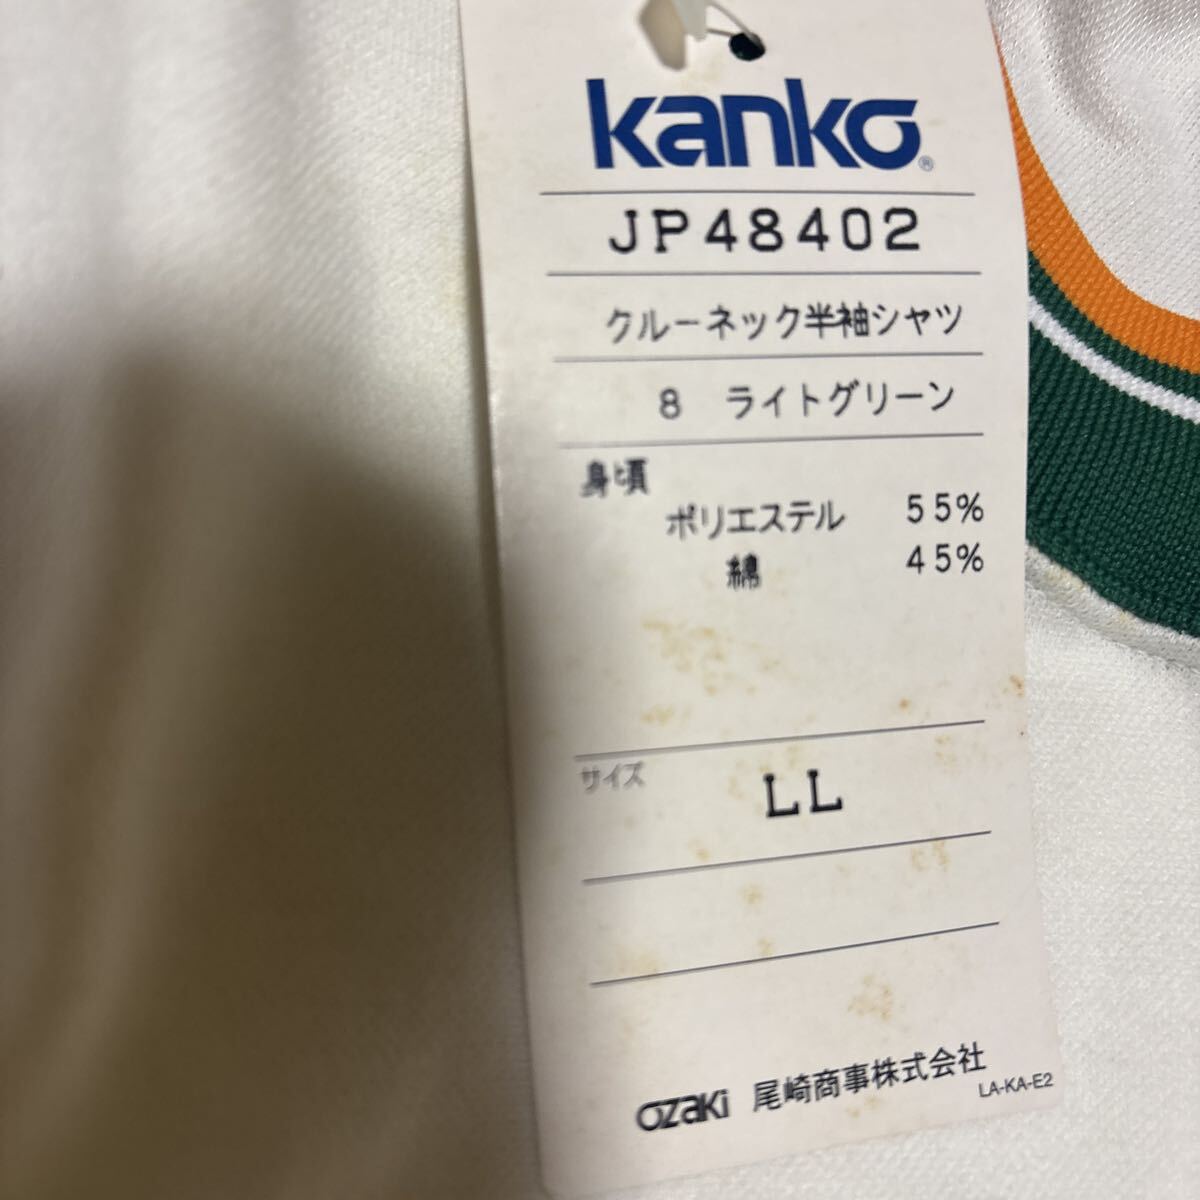 kanko®
JP48402
クルーネック半袖シャツ
8 ライトグリーン
身頃
ポリエステル 55%
綿 45%
サイズ LL
OZAKI 尾崎商事株式会社
LA-KA-E2